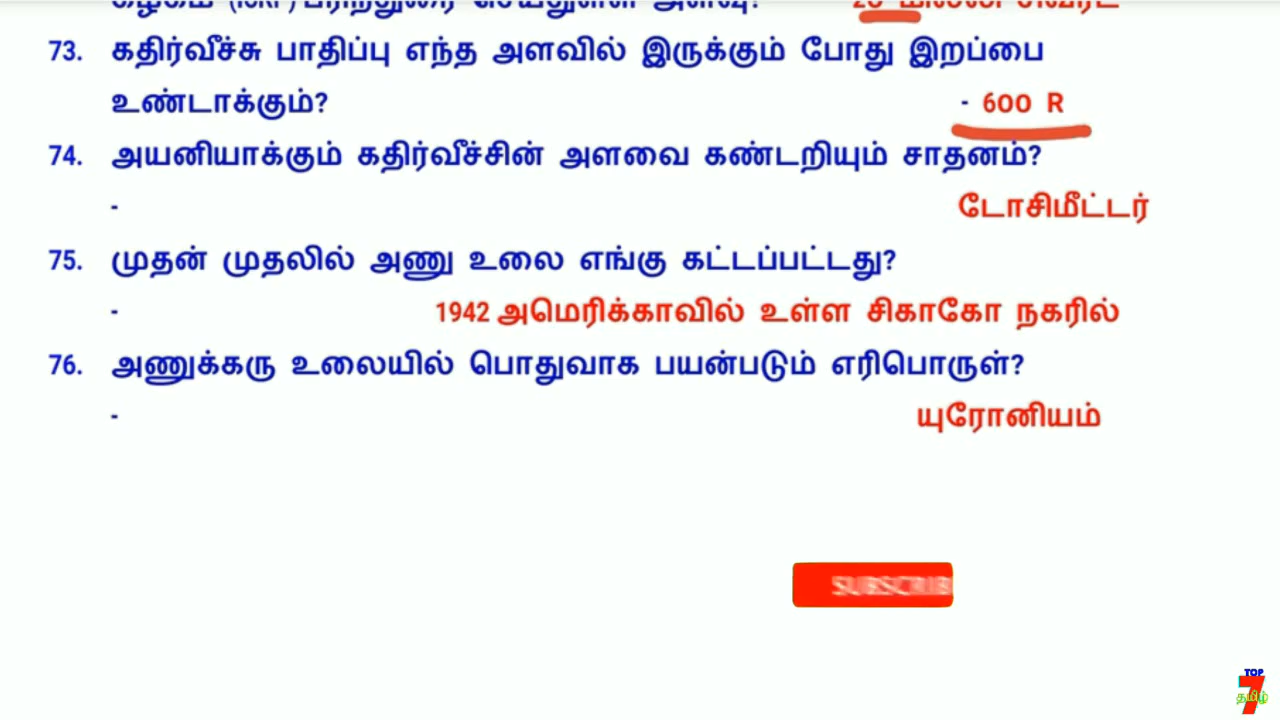 73. கதிர்வீச்சு பாதிப்பு எந்த அளவில் இருக்கும் போது இறப்பை
உண்டாக்கும்? - 600 R
74. அயனியாக்கும் கதிர்வீச்சின் அளவை கண்டறியும் சாதனம்?
- டோசிமீட்டர்
75. முதன் முதலில் அணு உலை எங்கு கட்டப்பட்டது?
- 1942 அமெரிக்காவில் உள்ள சிகாகோ நகரில்
76. அணுக்கரு உலையில் பொதுவாக பயன்படும் எரிபொருள்?
- யுரோனியம்
TOP
7
தமிழ்